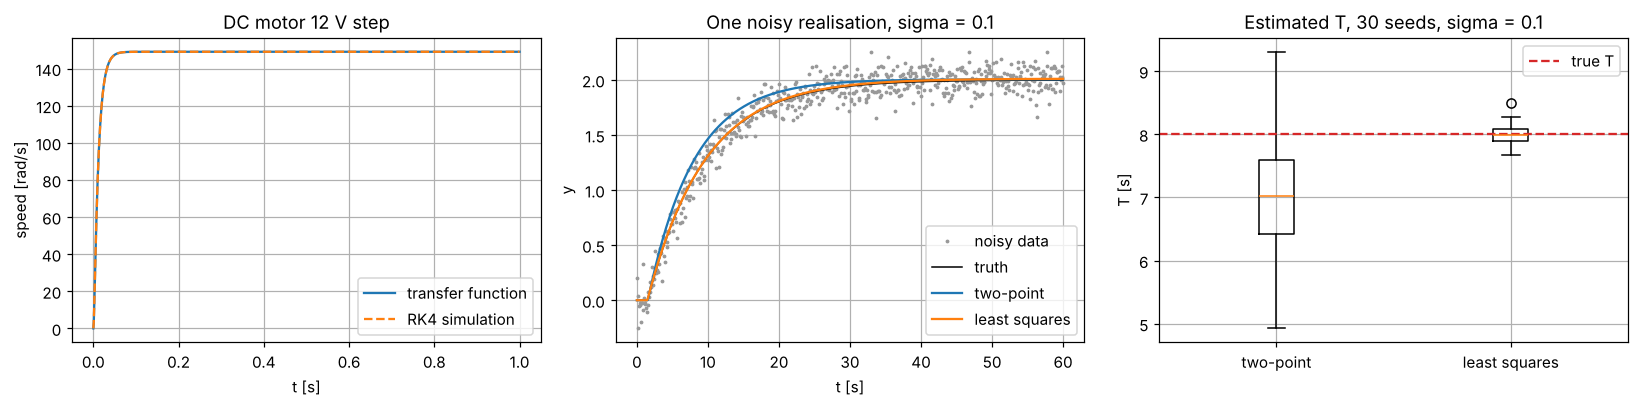 DC motor 12 V step
140
120
100
80
60
40
20
0
speed [rad/s]
transfer function
RK4 simulation
0.0 0.2 0.4 0.6 0.8 1.0
t [s]
One noisy realisation, sigma = 0.1
2.0
1.5
1.0
0.5
0.0
y
noisy data
truth
two-point
least squares
0 10 20 30 40 50 60
t [s]
Estimated T, 30 seeds, sigma = 0.1
true T
9
8
7
6
5
T [s]
two-point least squares